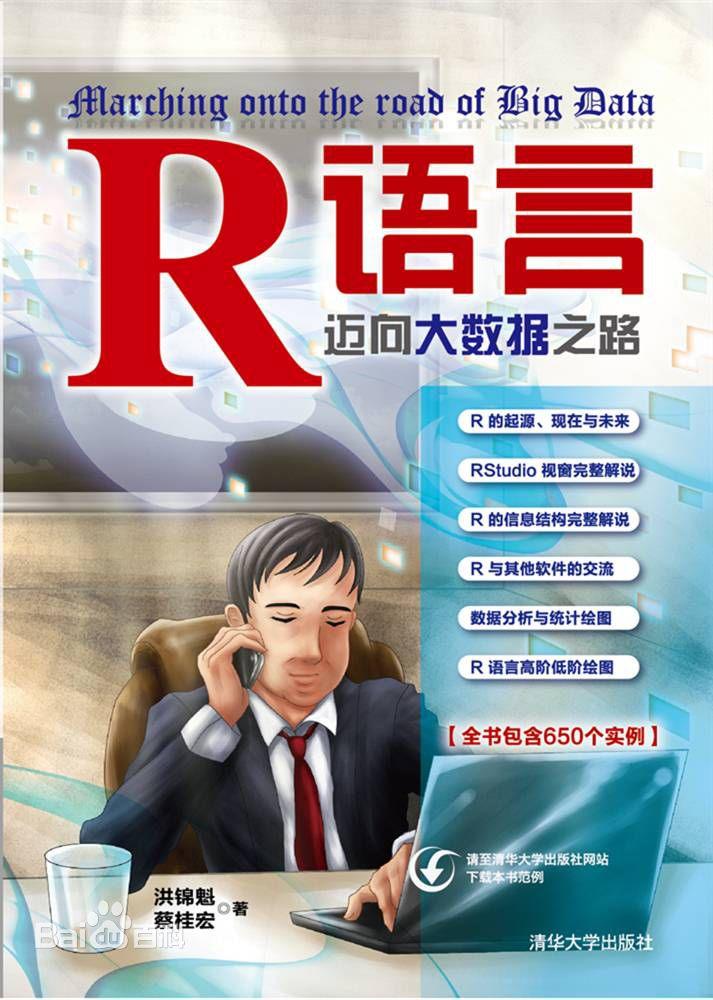 Marching onto the road of Big Data
R语言
迈向大数据之路
R 的起源、现在与未来
RStudio 视窗完整解说
R 的信息结构完整解说
R 与其他软件的交流
数据分析与统计绘图
R 语言高阶低阶绘图
【全书包含650个实例】
请至清华大学出版社网站
下载本书范例
洪锦魁
蔡桂宏
◎著
清华大学出版社
Bai百科